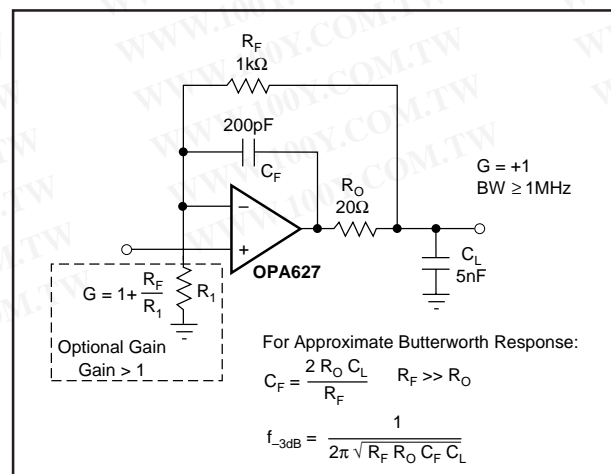 WWW.100Y.COM.TW
R_F
1kΩ
200pF
C_F
G = +1
BW ≥ 1MHz
R_O
20Ω
−
+
OPA627
C_L
5nF
G = 1+ R_F/R_1
R_1
Optional Gain
Gain > 1
For Approximate Butterworth Response:
C_F = 2 R_O C_L / R_F    R_F >> R_O
f_–3dB = 1 / 2π √R_F R_O C_F C_L